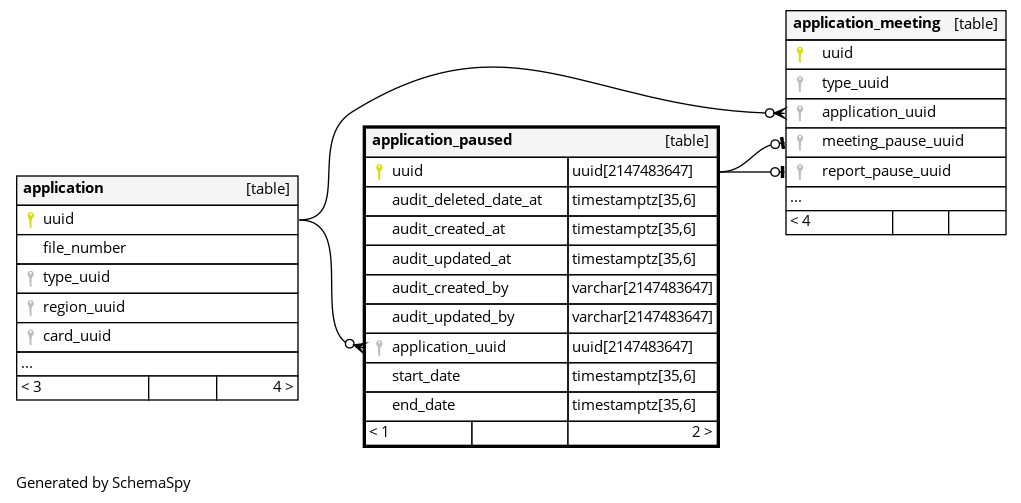 application [table]
uuid
file_number
type_uuid
region_uuid
card_uuid
...
< 3 4 >
application_paused [table]
uuid uuid[2147483647]
audit_deleted_date_at timestamptz[35,6]
audit_created_at timestamptz[35,6]
audit_updated_at timestamptz[35,6]
audit_created_by varchar[2147483647]
audit_updated_by varchar[2147483647]
application_uuid uuid[2147483647]
start_date timestamptz[35,6]
end_date timestamptz[35,6]
< 1 2 >
application_meeting [table]
uuid
type_uuid
application_uuid
meeting_pause_uuid
report_pause_uuid
...
< 4
Generated by SchemaSpy